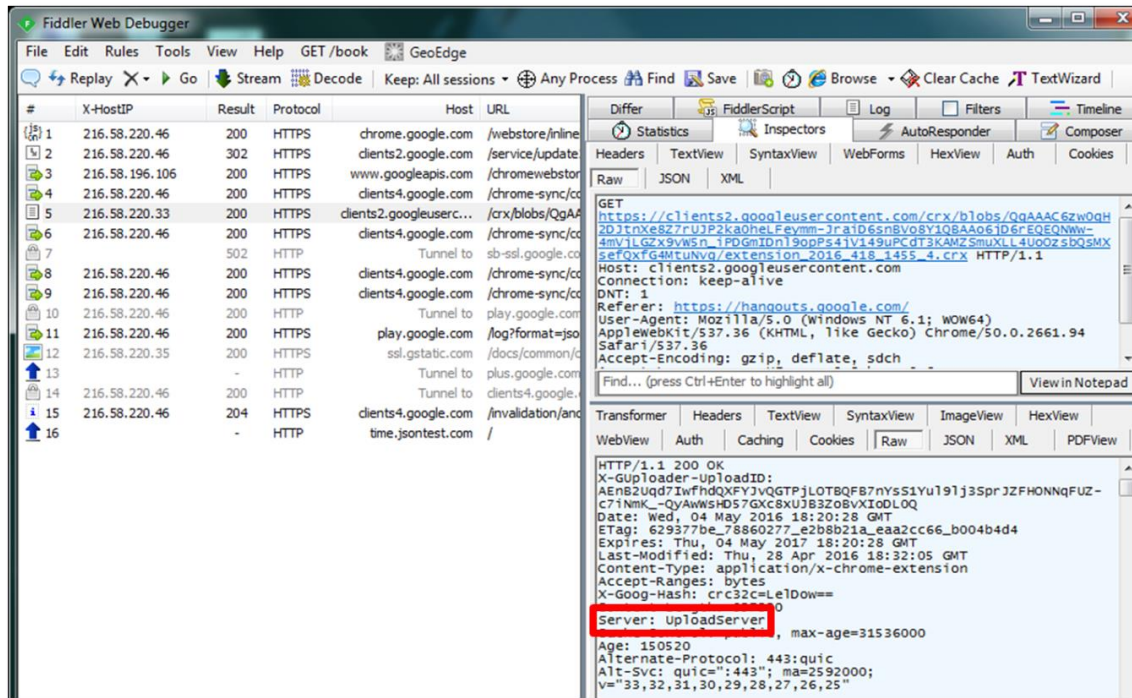 Fiddler Web Debugger
File Edit Rules Tools View Help GET /book GeoEdge
Replay Go Stream Decode Keep: All sessions Any Process Find Save Browse Clear Cache TextWizard
# X-HostIP Result Protocol Host URL
1 216.58.220.46 200 HTTPS chrome.google.com /webstore/inline
2 216.58.220.46 302 HTTPS clients2.google.com /service/update
3 216.58.196.106 200 HTTPS www.googleapis.com /chromewebstor
4 216.58.220.46 200 HTTPS clients4.google.com /chrome-sync/co
5 216.58.220.33 200 HTTPS clients2.googleuserc... /crx/blobs/QgAA
6 216.58.220.46 200 HTTPS clients4.google.com /chrome-sync/co
7 502 HTTP Tunnel to sb-ssl.google.co
8 216.58.220.46 200 HTTPS clients4.google.com /chrome-sync/co
9 216.58.220.46 200 HTTPS clients4.google.com /chrome-sync/co
10 216.58.220.46 200 HTTP Tunnel to play.google.com
11 216.58.220.46 200 HTTPS play.google.com /log?format=jso
12 216.58.220.35 200 HTTPS ssl.gstatic.com /docs/common/c
13 - HTTP Tunnel to plus.google.com
14 216.58.220.46 200 HTTP Tunnel to clients4.google.
15 216.58.220.46 204 HTTPS clients4.google.com /invalidation/and
16 - HTTP time.jsontest.com /
Differ FiddlerScript Log Filters Timeline
Statistics Inspectors AutoResponder Composer
Headers TextView SyntaxView WebForms HexView Auth Cookies
Raw JSON XML
GET
https://clients2.googleusercontent.com/crx/blobs/
HTTP/1.1
Host: clients2.googleusercontent.com
Connection: keep-alive
DNT: 1
Referer: https://hangouts.google.com/
User-Agent: Mozilla/5.0 (Windows NT 6.1; WOW64)
AppleWebKit/537.36 (KHTML, like Gecko) Chrome/50.0.2661.94
Safari/537.36
Accept-Encoding: gzip, deflate, sdch
Find... (press Ctrl+Enter to highlight all) View in Notepad
Transformer Headers TextView SyntaxView ImageView HexView
WebView Auth Caching Cookies Raw JSON XML PDFView
HTTP/1.1 200 OK
X-GUploader-UploadID:
Date: Wed, 04 May 2016 18:20:28 GMT
ETag: 629377be_78860277_e2b8b21a_eaa2cc66_b004b4d4
Expires: Thu, 04 May 2017 18:20:28 GMT
Last-Modified: Thu, 28 Apr 2016 18:32:05 GMT
Content-Type: application/x-chrome-extension
Accept-Ranges: bytes
X-Goog-Hash: crc32c=LelDow==
Server: UploadServer
, max-age=31536000
Age: 150520
Alternate-Protocol: 443:quic
Alt-Svc: quic=":443"; ma=2592000;
v="33,32,31,30,29,28,27,26,25"